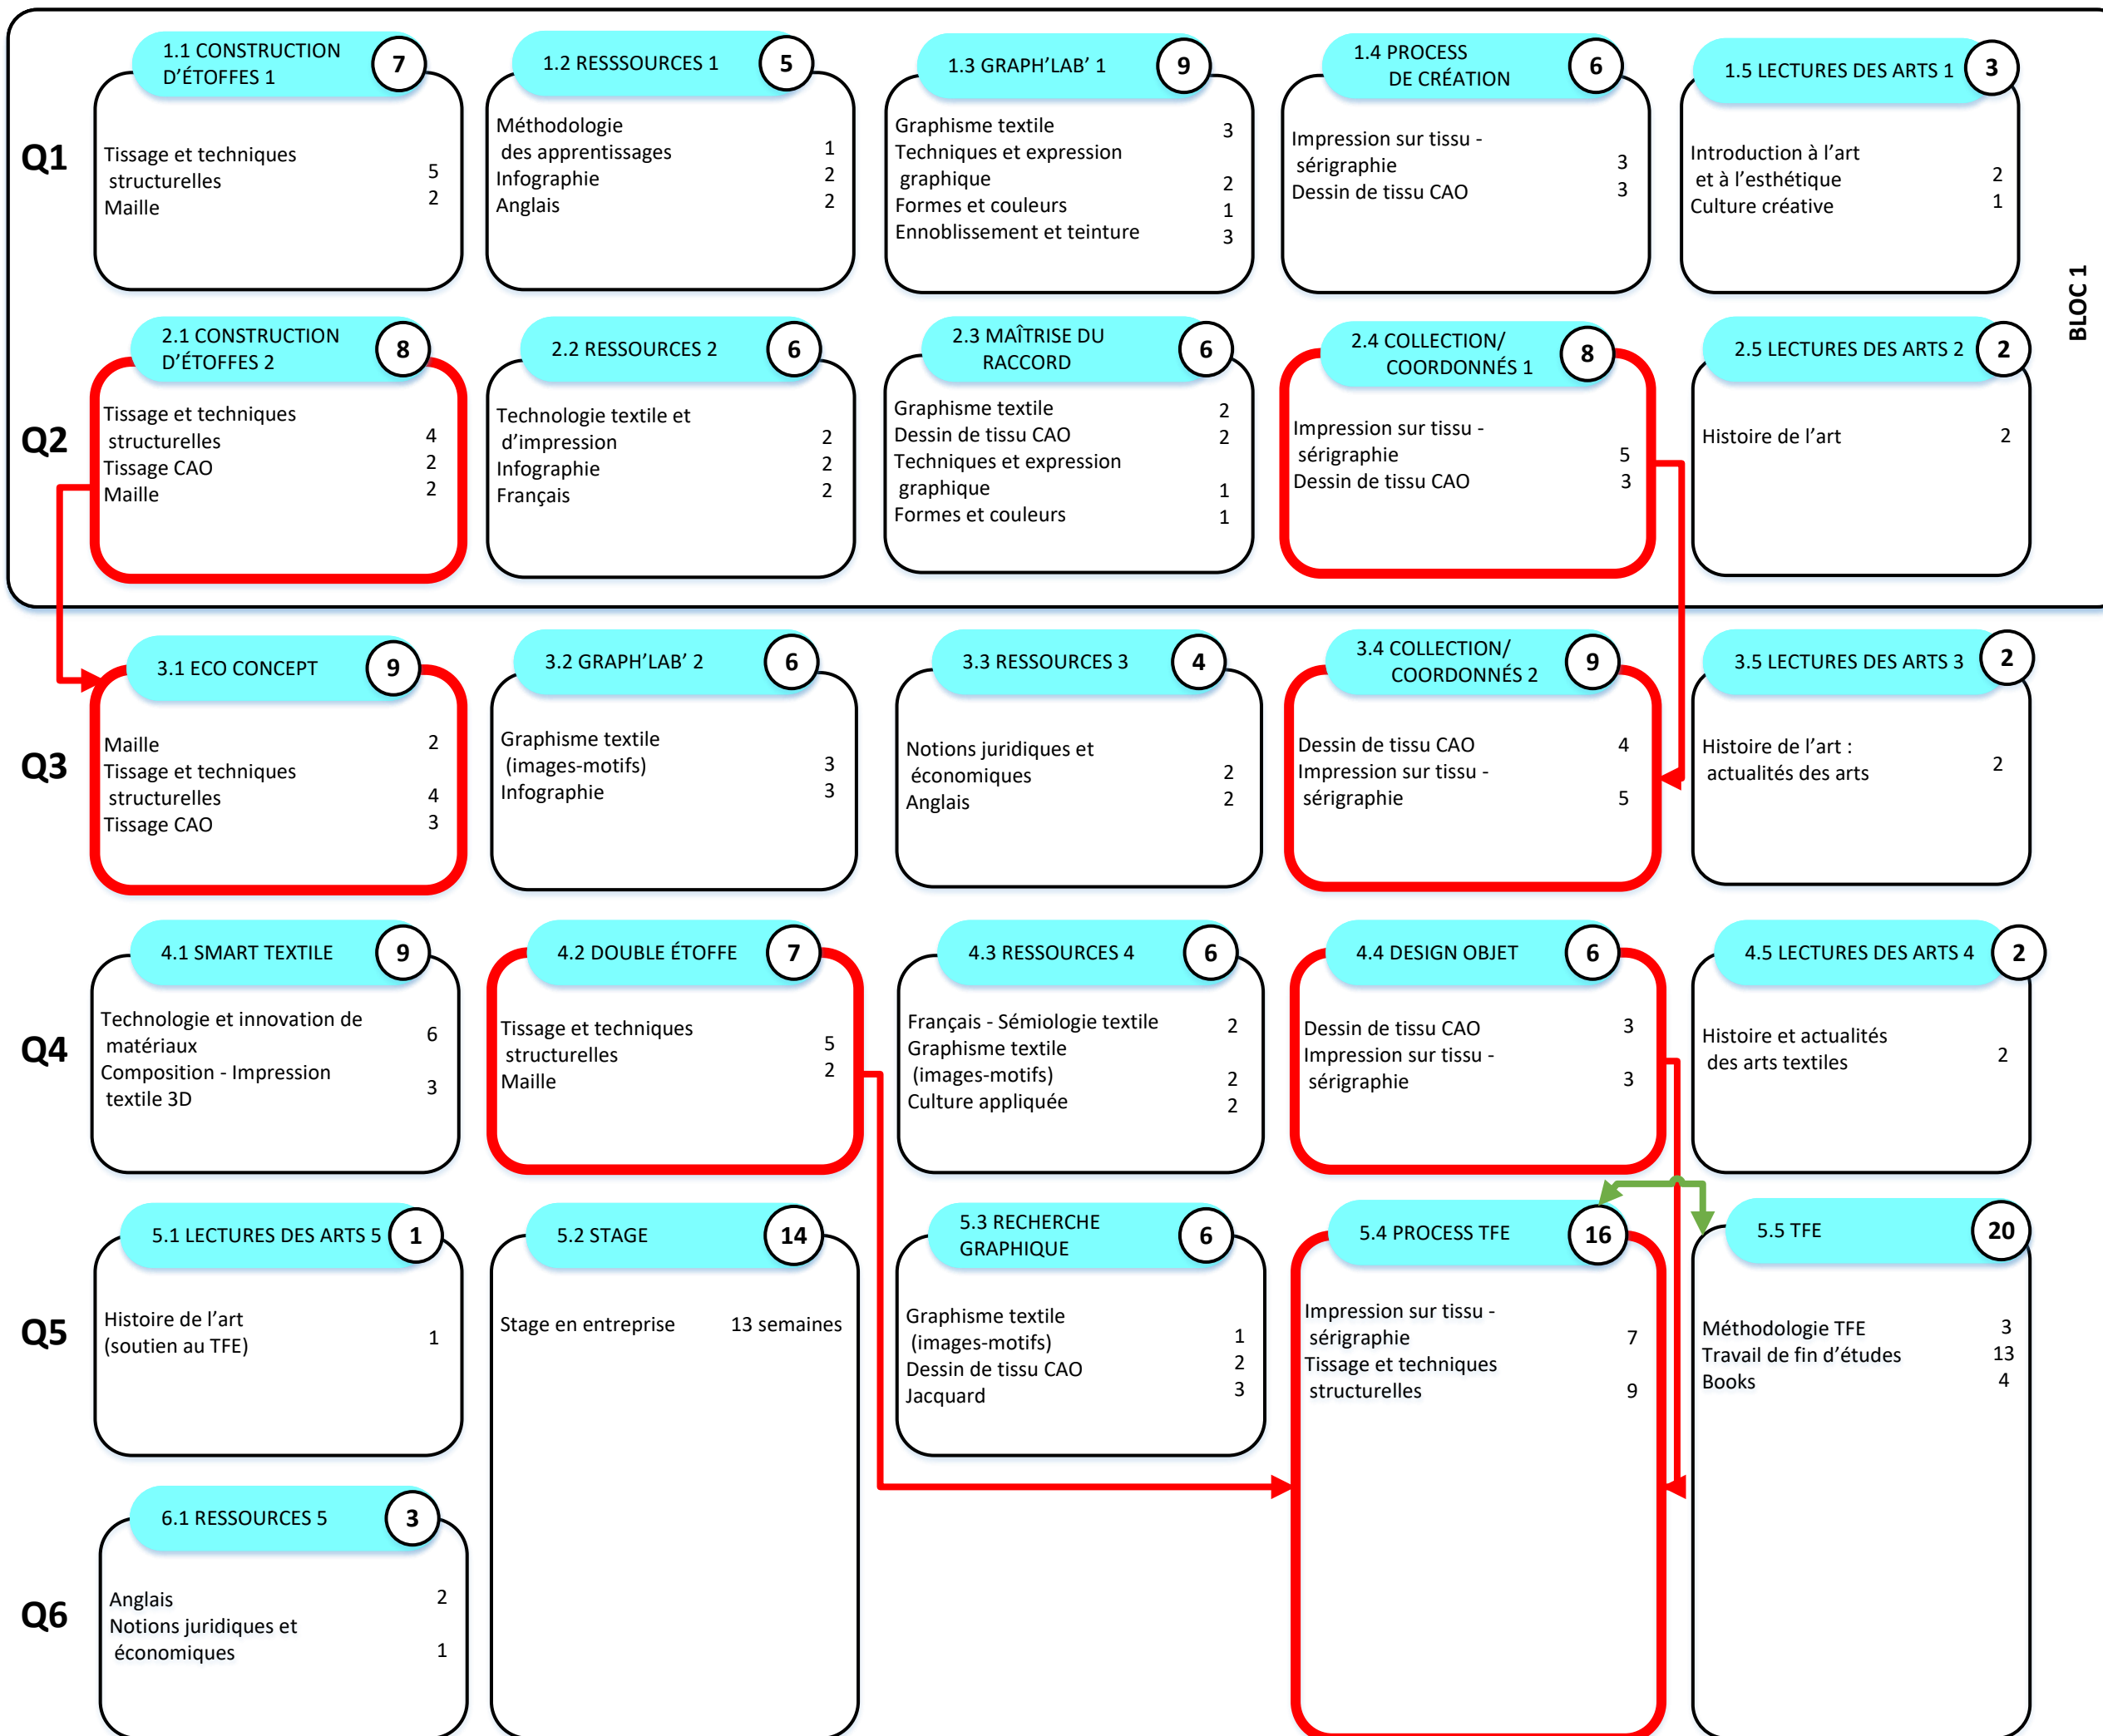 Q1
1.1 CONSTRUCTION
D'ÉTOFFES 1
7
Tissage et techniques
structurelles 5
Maille 2
1.2 RESSSOURCES 1
5
Méthodologie
des apprentissages 1
Infographie 2
Anglais 2
1.3 GRAPH'LAB' 1
9
Graphisme textile 3
Techniques et expression
graphique 2
Formes et couleurs 1
Ennoblissement et teinture 3
1.4 PROCESS
DE CRÉATION
6
Impression sur tissu -
sérigraphie 3
Dessin de tissu CAO 3
1.5 LECTURES DES ARTS 1
3
Introduction à l'art
et à l'esthétique 2
Culture créative 1
BLOC 1
Q2
2.1 CONSTRUCTION
D'ÉTOFFES 2
8
Tissage et techniques
structurelles 4
Tissage CAO 2
Maille 2
2.2 RESSOURCES 2
6
Technologie textile et
d'impression 2
Infographie 2
Français 2
2.3 MAÎTRISE DU
RACCORD
6
Graphisme textile 2
Dessin de tissu CAO 2
Techniques et expression
graphique 1
Formes et couleurs 1
2.4 COLLECTION/
COORDONNÉS 1
8
Impression sur tissu -
sérigraphie 5
Dessin de tissu CAO 3
2.5 LECTURES DES ARTS 2
2
Histoire de l'art 2
Q3
3.1 ECO CONCEPT
9
Maille 2
Tissage et techniques
structurelles 4
Tissage CAO 3
3.2 GRAPH'LAB' 2
6
Graphisme textile
(images-motifs) 3
Infographie 3
3.3 RESSOURCES 3
4
Notions juridiques et
économiques 2
Anglais 2
3.4 COLLECTION/
COORDONNÉS 2
9
Dessin de tissu CAO 4
Impression sur tissu -
sérigraphie 5
3.5 LECTURES DES ARTS 3
2
Histoire de l'art :
actualités des arts 2
Q4
4.1 SMART TEXTILE
9
Technologie et innovation de
matériaux 6
Composition - Impression
textile 3D 3
4.2 DOUBLE ÉTOFFE
7
Tissage et techniques
structurelles 5
Maille 2
4.3 RESSOURCES 4
6
Français - Sémiologie textile 2
Graphisme textile
(images-motifs) 2
Culture appliquée 2
4.4 DESIGN OBJET
6
Dessin de tissu CAO 3
Impression sur tissu -
sérigraphie 3
4.5 LECTURES DES ARTS 4
2
Histoire et actualités
des arts textiles 2
Q5
5.1 LECTURES DES ARTS 5
1
Histoire de l'art
(soutien au TFE) 1
5.2 STAGE
14
Stage en entreprise 13 semaines
5.3 RECHERCHE
GRAPHIQUE
6
Graphisme textile
(images-motifs) 1
Dessin de tissu CAO 2
Jacquard 3
5.4 PROCESS TFE
16
Impression sur tissu -
sérigraphie 7
Tissage et techniques
structurelles 9
5.5 TFE
20
Méthodologie TFE 3
Travail de fin d'études 13
Books 4
Q6
6.1 RESSOURCES 5
3
Anglais 2
Notions juridiques et
économiques 1